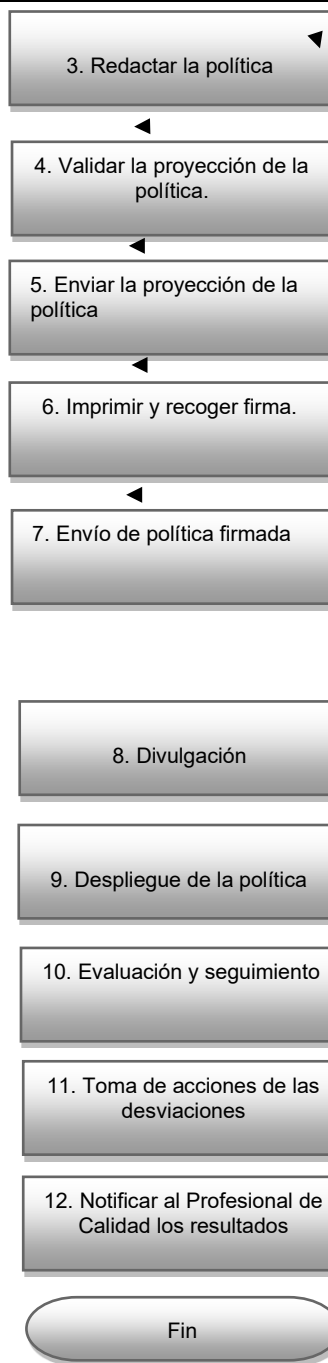 3. Redactar la política
4. Validar la proyección de la
política.
5. Enviar la proyección de la
política
6. Imprimir y recoger firma.
7. Envío de política firmada
8. Divulgación
9. Despliegue de la política
10. Evaluación y seguimiento
11. Toma de acciones de las
desviaciones
12. Notificar al Profesional de
Calidad los resultados
Fin